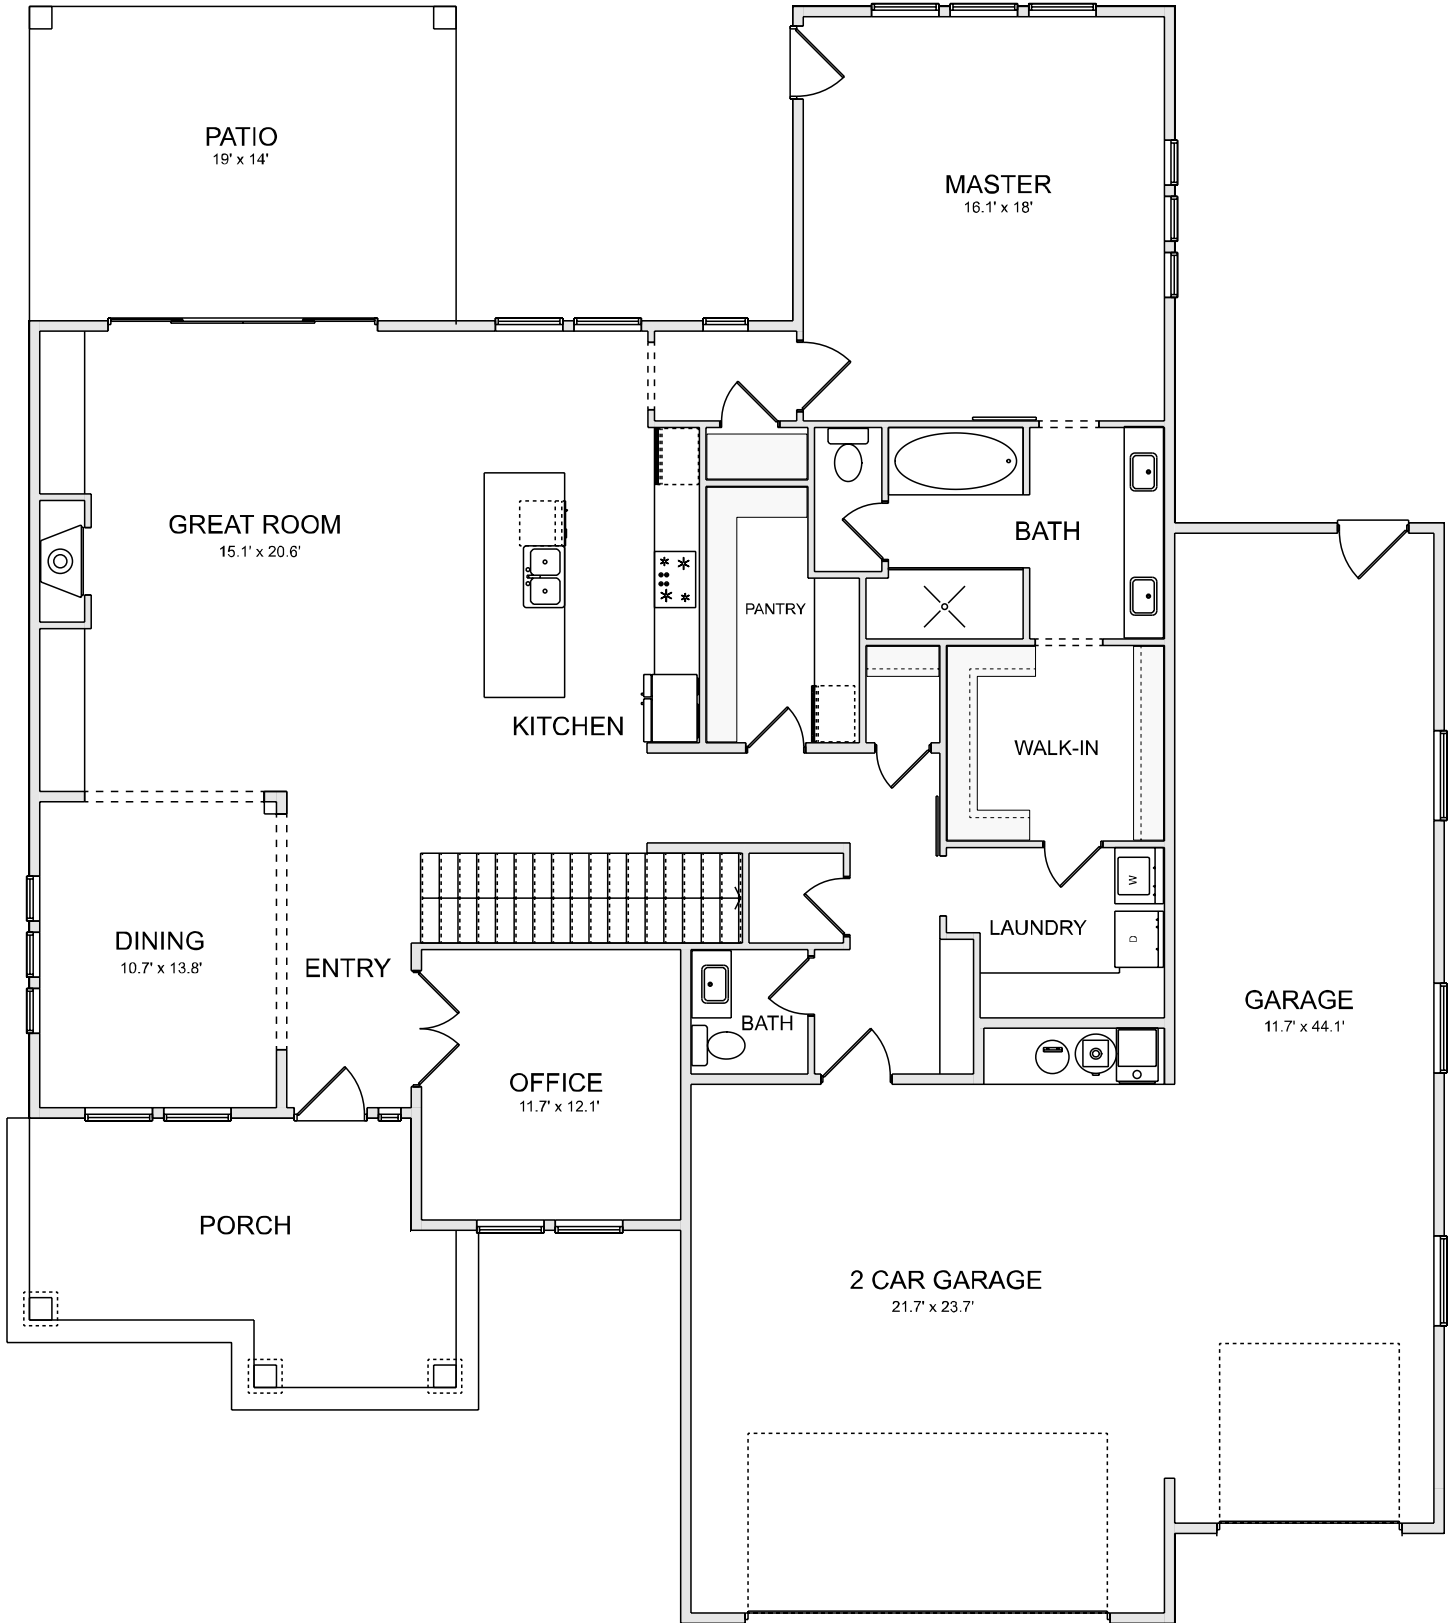 PATIO
19' x 14'
MASTER
16.1' x 18'
GREAT ROOM
15.1' x 20.6'
BATH
PANTRY
KITCHEN
WALK-IN
W
LAUNDRY
D
DINING
10.7' x 13.8'
ENTRY
GARAGE
11.7' x 44.1'
BATH
OFFICE
11.7' x 12.1'
PORCH
2 CAR GARAGE
21.7' x 23.7'